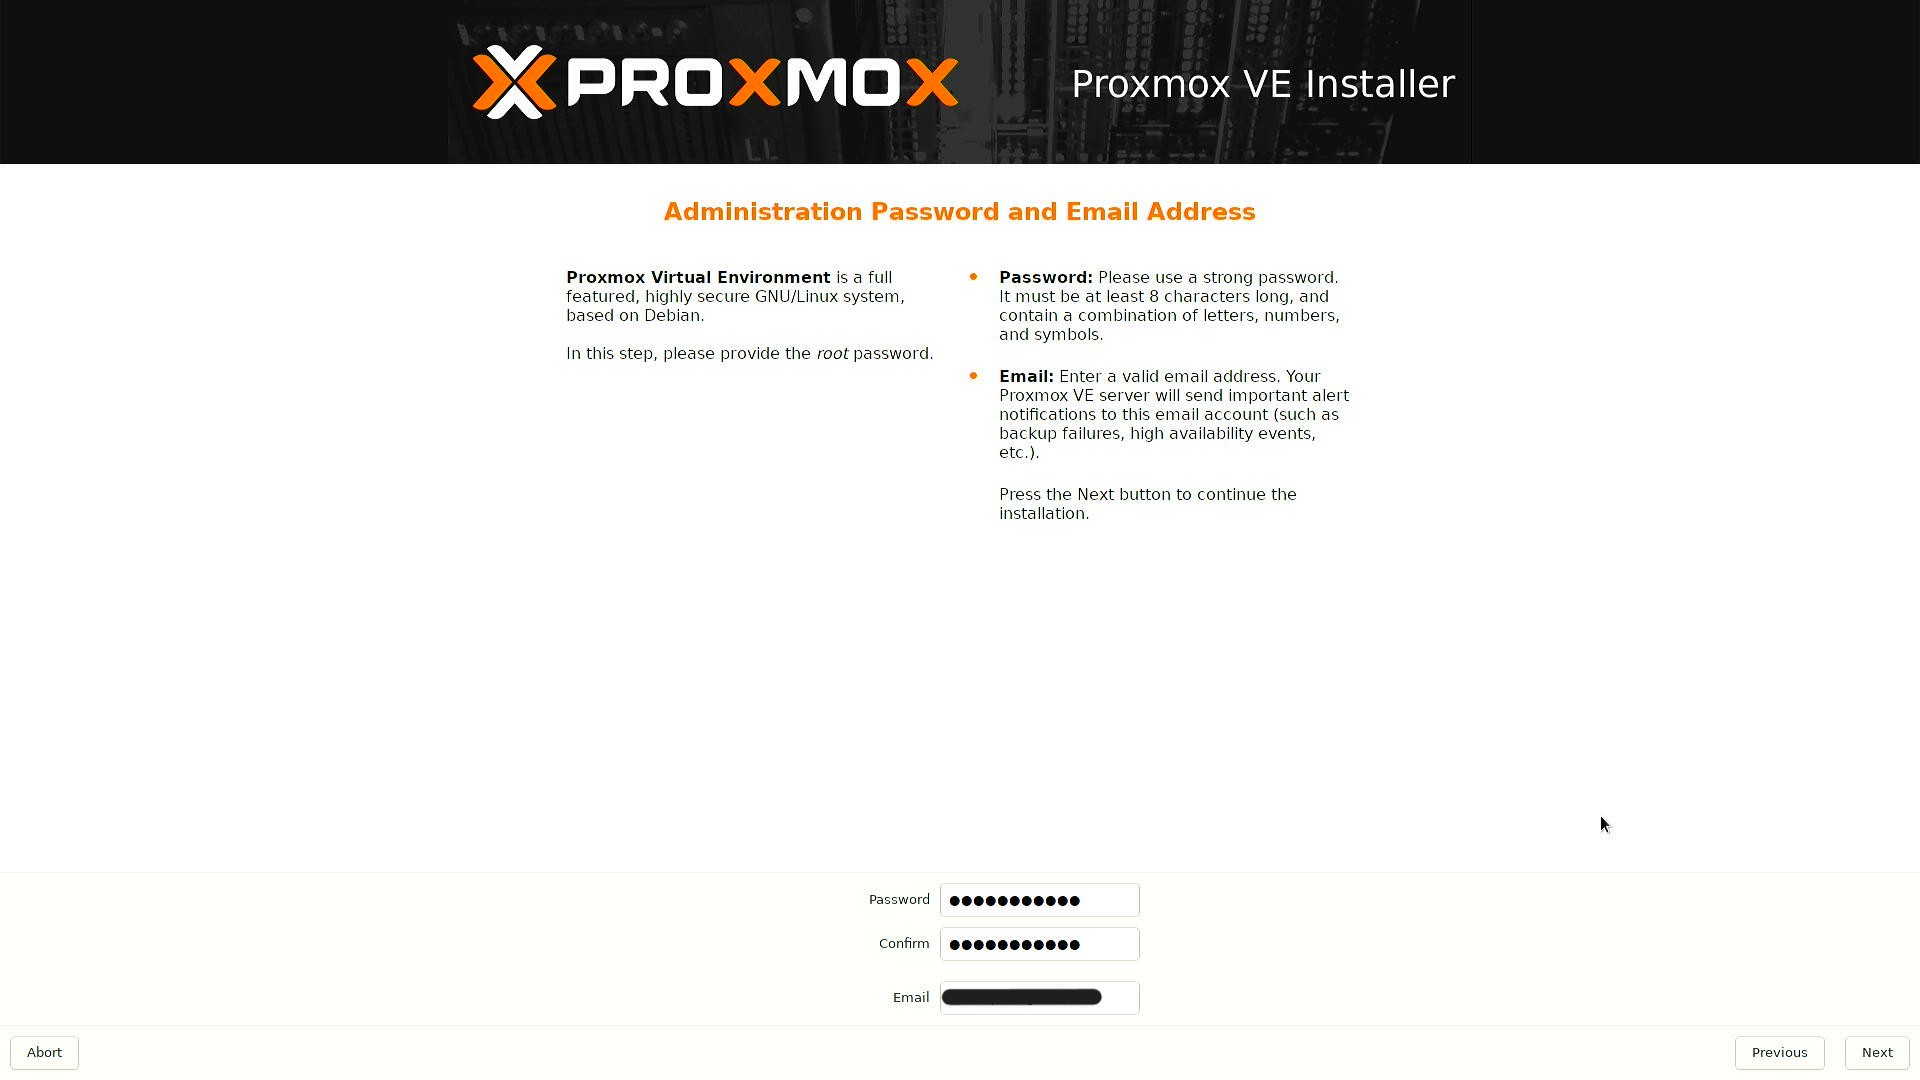 PROXMOX
Proxmox VE Installer
Administration Password and Email Address
Proxmox Virtual Environment is a full
featured, highly secure GNU/Linux system,
based on Debian.
In this step, please provide the root password.
Password: Please use a strong password.
It must be at least 8 characters long, and
contain a combination of letters, numbers,
and symbols.
Email: Enter a valid email address. Your
Proxmox VE server will send important alert
notifications to this email account (such as
backup failures, high availability events,
etc.).
Press the Next button to continue the
installation.
Password ●●●●●●●●●●●
Confirm ●●●●●●●●●●●
Email
Abort
Previous
Next